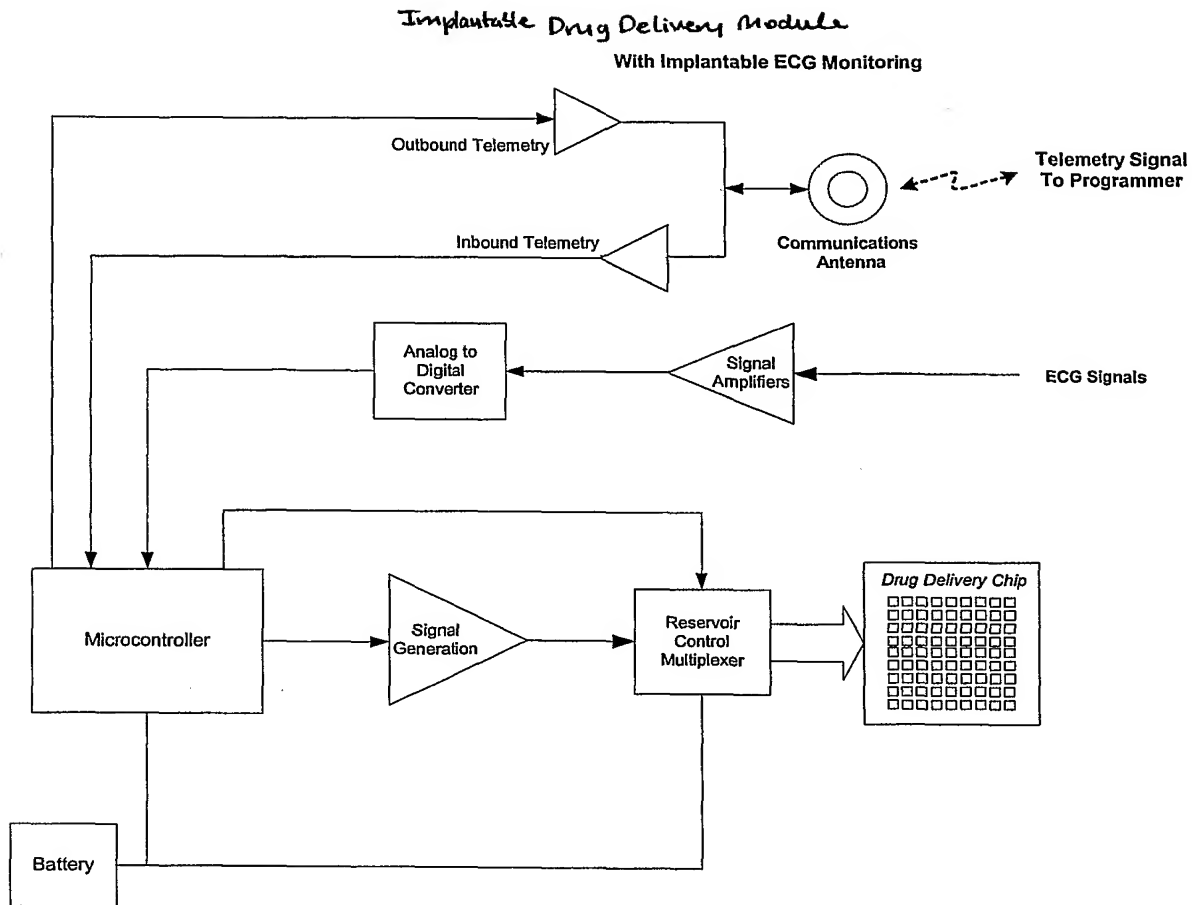 Implantable Drug Delivery Module
With Implantable ECG Monitoring
Outbound Telemetry
Telemetry Signal
To Programmer
Inbound Telemetry
Communications
Antenna
Analog to
Digital
Converter
Signal
Amplifiers
ECG Signals
Microcontroller
Signal
Generation
Reservoir
Control
Multiplexer
Drug Delivery Chip
Battery